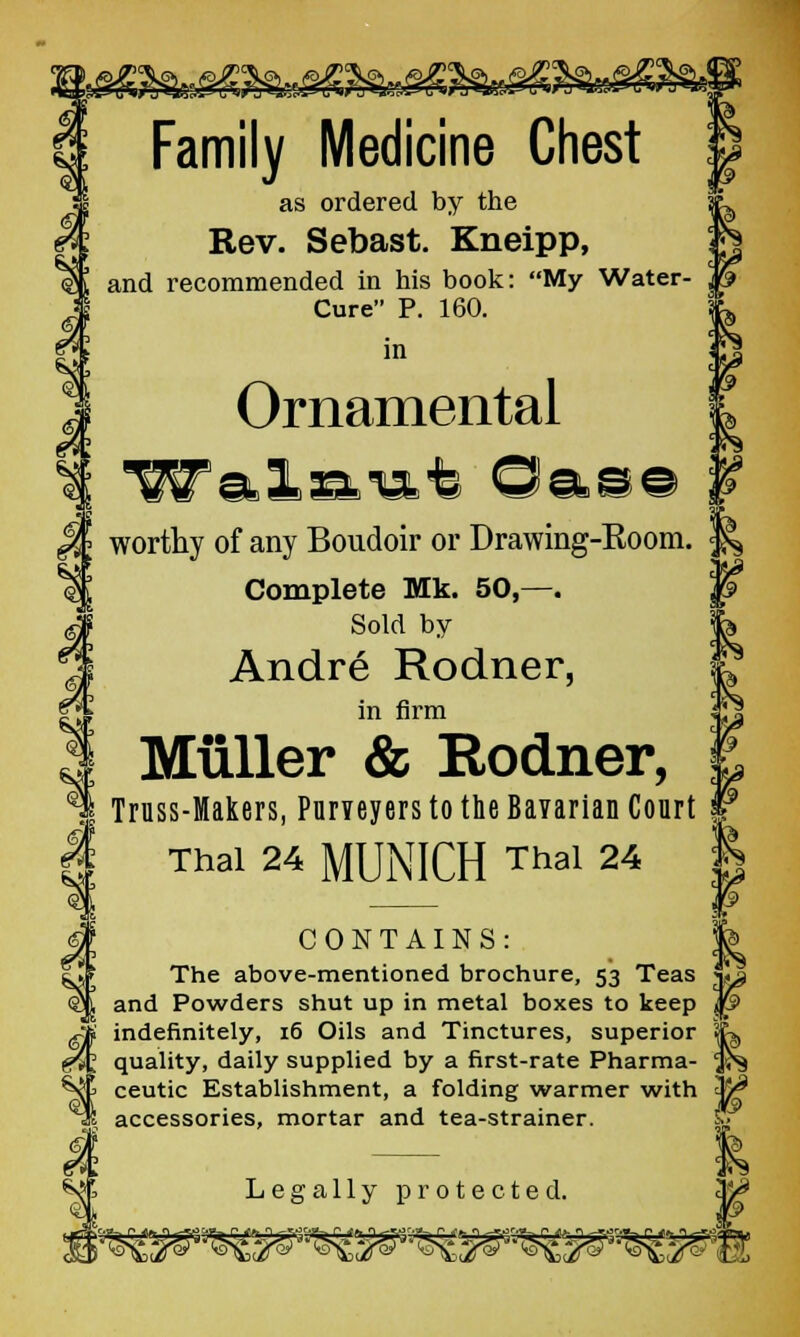 Family Medicine Chest
as ordered by the
Rev. Sebast. Kneipp,
and recommended in his book: “My Water-
Cure” P. 160.
in
Ornamental
Walnut Case
worthy of any Boudoir or Drawing-Room.
Complete Mk. 50,—.
Sold by
André Rodner,
in firm
Müller & Rodner,
Truss-Makers, Purveyers to the Bavarian Court
Thal 24 MUNICH Thal 24
CONTAINS:
The above-mentioned brochure, 53 Teas
and Powders shut up in metal boxes to keep
indefinitely, 16 Oils and Tinctures, superior
quality, daily supplied by a first-rate Pharma-
ceutic Establishment, a folding warmer with
accessories, mortar and tea-strainer.
Legally protected.